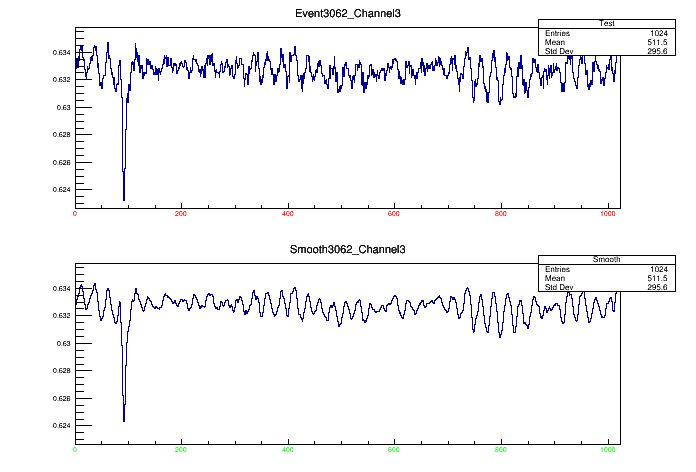 Event3062_Channel3
Test
Entries 1024
Mean 511.5
Std Dev 295.6
0.634
0.632
0.63
0.628
0.626
0.624
0 200 400 600 800 1000
Smooth3062_Channel3
Smooth
Entries 1024
Mean 511.5
Std Dev 295.6
0.634
0.632
0.63
0.628
0.626
0.624
0 200 400 600 800 1000